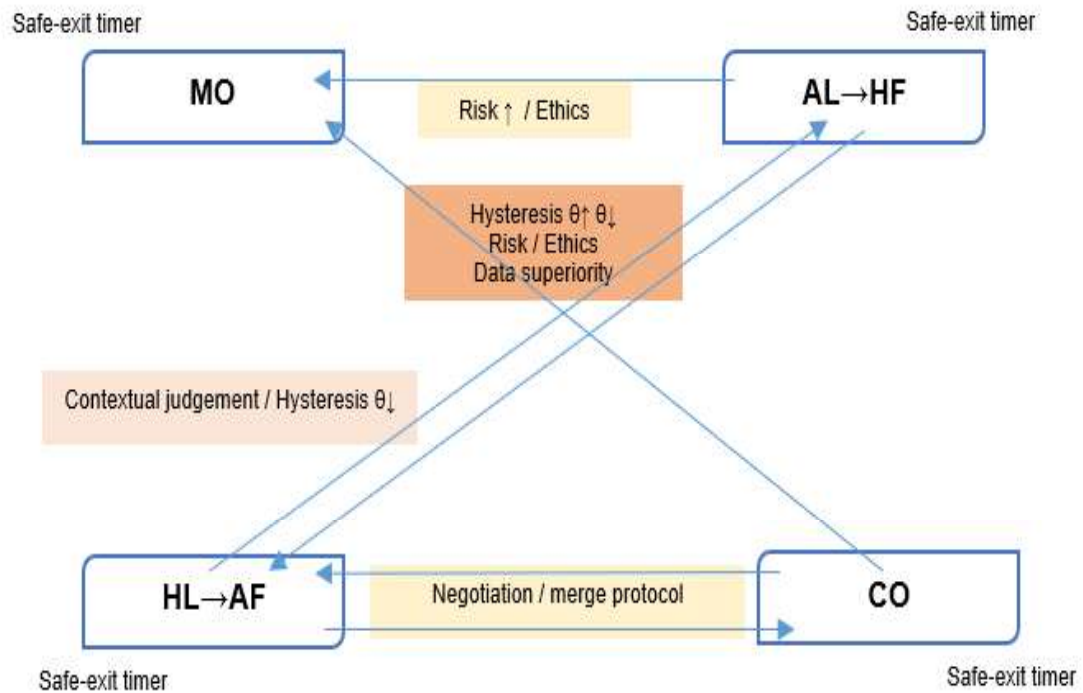 Safe-exit timer
Safe-exit timer
MO
AL→HF
Risk ↑ / Ethics
Hysteresis θ↑ θ↓
Risk / Ethics
Data superiority
Contextual judgement / Hysteresis θ↓
HL→AF
Negotiation / merge protocol
CO
Safe-exit timer
Safe-exit timer